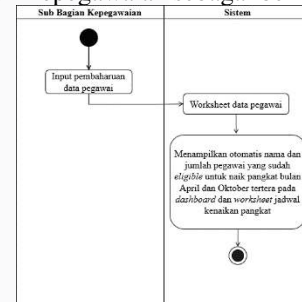 Sub Bagian Kepegawaian
Sistem
Input pembaharuan
data pegawai
Worksheet data pegawai
Menampilkan otomatis nama dan
jumlah pegawai yang sudah
eligible untuk naik pangkat bulan
April dan Oktober tertera pada
dashboard dan worksheet jadwal
kenaikan pangkat